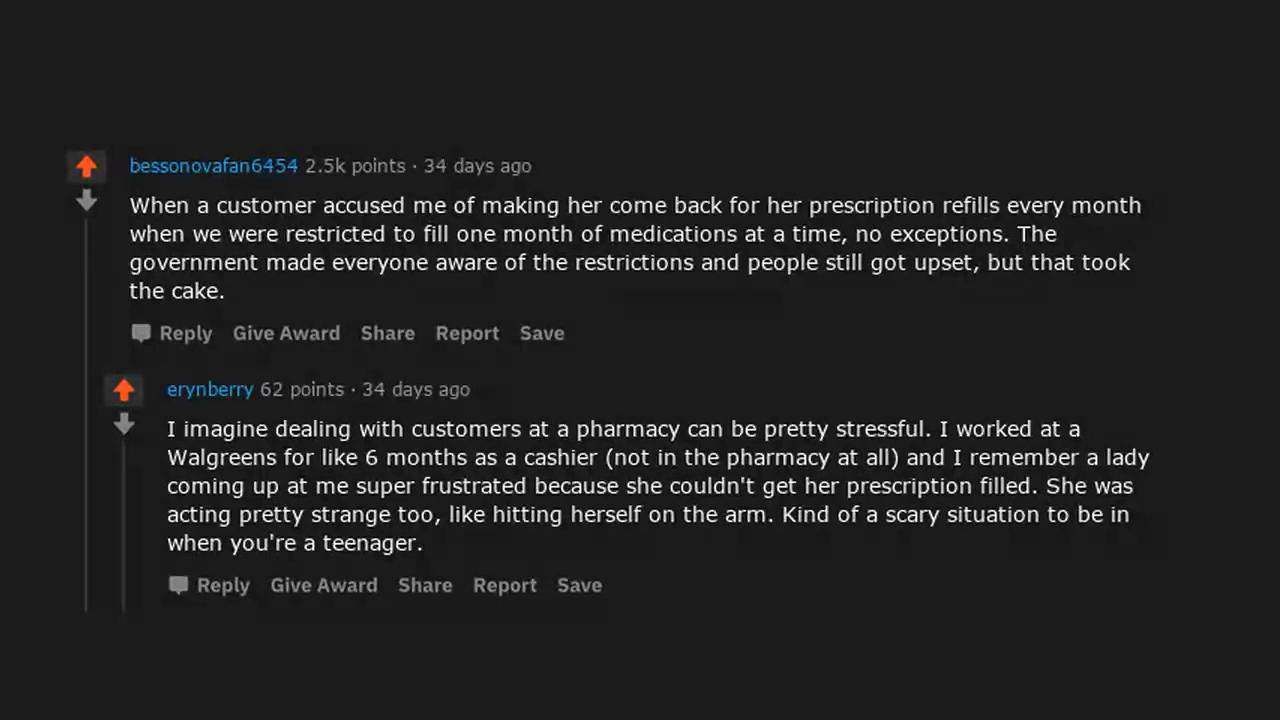 bessonovafan6454 2.5k points · 34 days ago
When a customer accused me of making her come back for her prescription refills every month
when we were restricted to fill one month of medications at a time, no exceptions. The
government made everyone aware of the restrictions and people still got upset, but that took
the cake.
Reply Give Award Share Report Save
erynberry 62 points · 34 days ago
I imagine dealing with customers at a pharmacy can be pretty stressful. I worked at a
Walgreens for like 6 months as a cashier (not in the pharmacy at all) and I remember a lady
coming up at me super frustrated because she couldn't get her prescription filled. She was
acting pretty strange too, like hitting herself on the arm. Kind of a scary situation to be in
when you're a teenager.
Reply Give Award Share Report Save